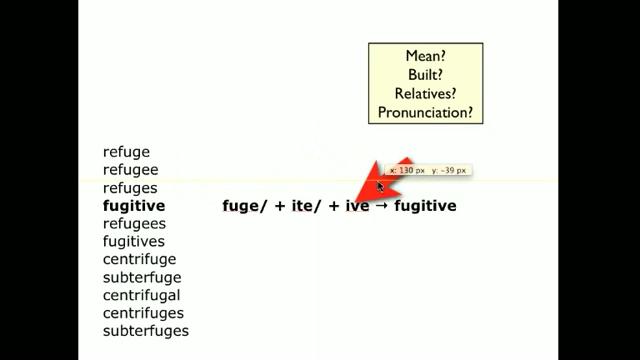 Mean?
Built?
Relatives?
Pronunciation?
x: 130 px y: -39 px
refuge
refugee
refuges
fugitive fuge/ + ite/ + ive → fugitive
refugees
fugitives
centrifuge
subterfuge
centrifugal
centrifuges
subterfuges